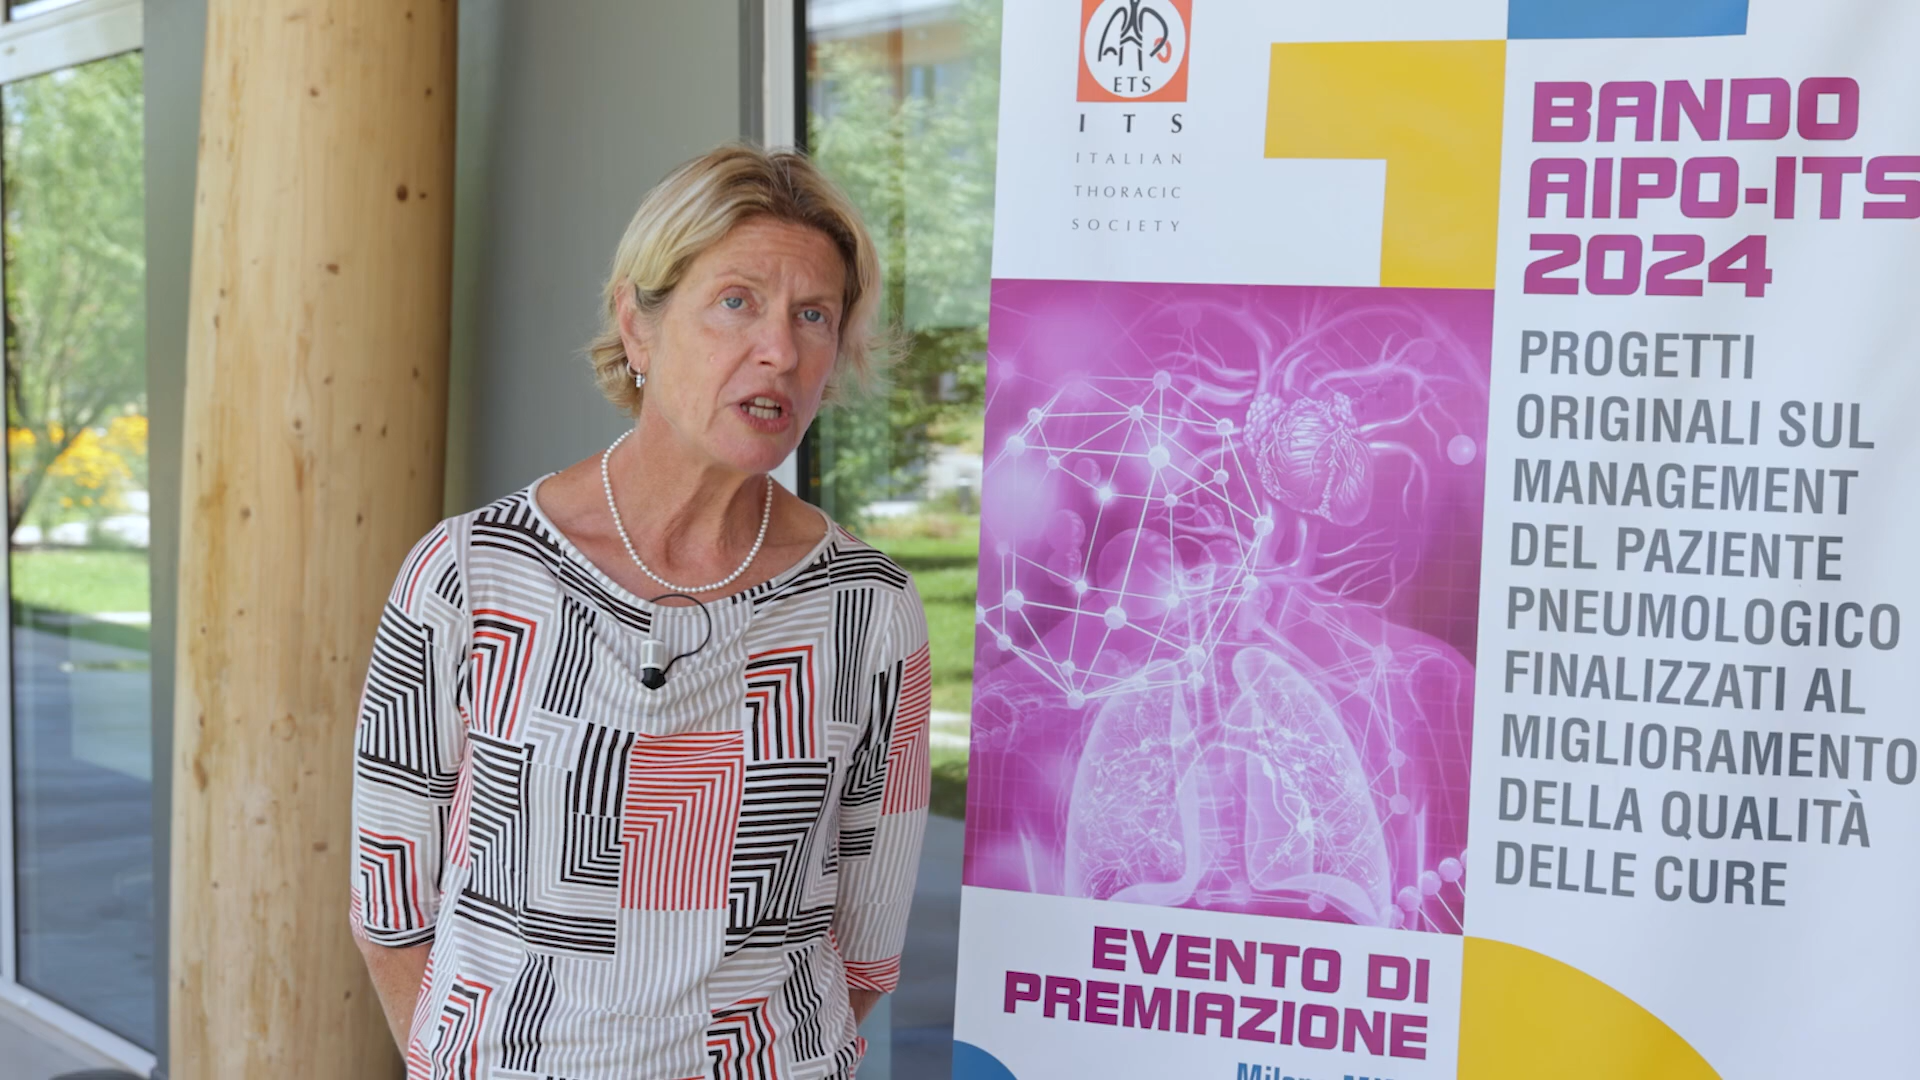 ETS
ITS
ITALIAN
THORACIC
SOCIETY
BANDO
AIPO-ITS
2024
PROGETTI
ORIGINALI SUL
MANAGEMENT
DEL PAZIENTE
PNEUMOLOGICO
FINALIZZATI AL
MIGLIORAMENTO
DELLA QUALITÀ
DELLE CURE
EVENTO DI
PREMIAZIONE